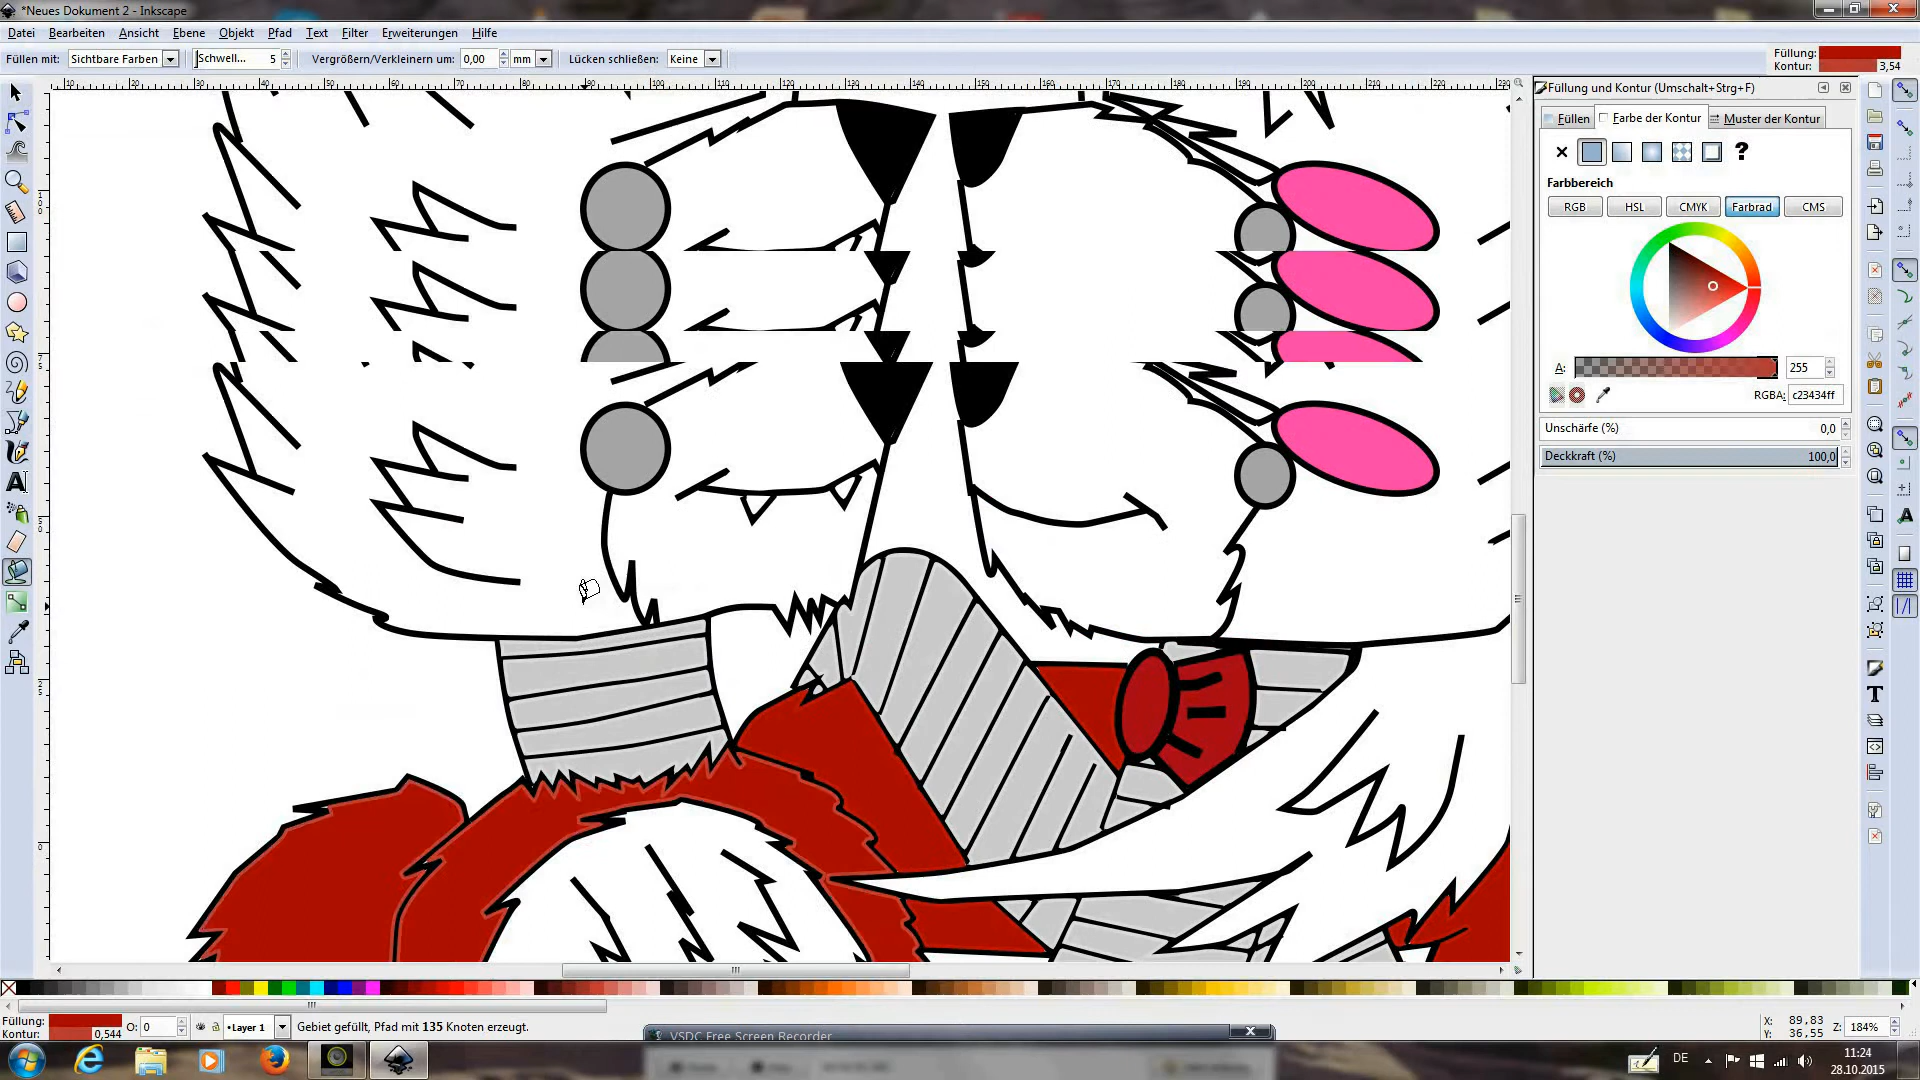 *Neues Dokument 2 - Inkscape
Datei Bearbeiten Ansicht Ebene Objekt Pfad Text Filter Erweiterungen Hilfe
Füllen mit: Sichtbare Farben Schwell... 5 Vergrößern/Verkleinern um: 0,00 mm Lücken schließen: Keine
Füllung:
Kontur: 3,54
Füllung und Kontur (Umschalt+Strg+F)
Füllen Farbe der Kontur Muster der Kontur
?
Farbbereich
RGB HSL CMYK Farbrad CMS
A: 255
RGBA: c23434ff
Unschärfe (%) 0,0
Deckkraft (%) 100,0
Füllung:
Kontur: 0,544
O: 0
•Layer 1
Gebiet gefüllt, Pfad mit 135 Knoten erzeugt.
VSDC Free Screen Recorder
X: 89,83
Y: 36,55
Z: 184%
DE
11:24
28.10.2015